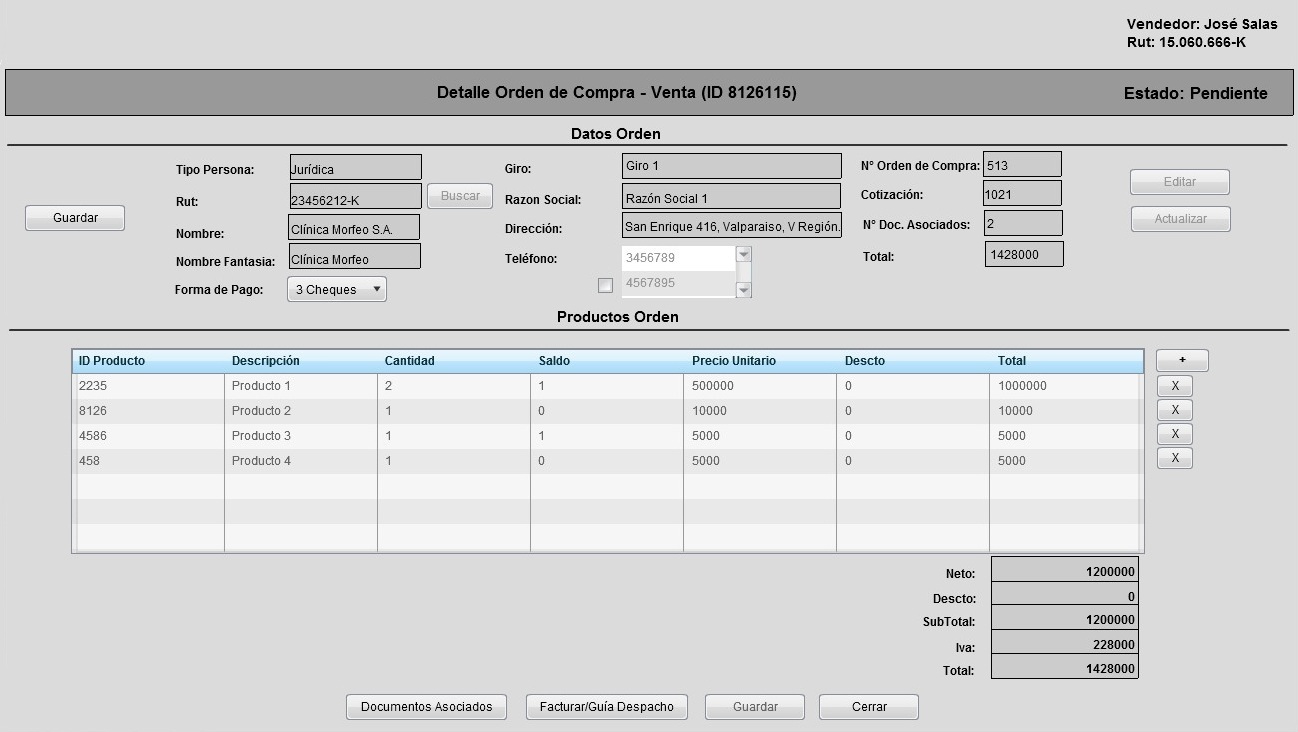 Vendedor: José Salas
Rut: 15.060.666-K
Detalle Orden de Compra - Venta (ID 8126115)
Estado: Pendiente
Datos Orden
Tipo Persona: Jurídica Giro: Giro 1 N° Orden de Compra: 513 Editar
Rut: 23456212-K Buscar Razon Social: Razón Social 1 Cotización: 1021
Guardar Actualizar
Nombre: Clínica Morfeo S.A. Dirección: San Enrique 416, Valparaiso, V Región. N° Doc. Asociados: 2
Nombre Fantasia: Clínica Morfeo Teléfono: 3456789 Total: 1428000
Forma de Pago: 3 Cheques 4567895
Productos Orden
ID Producto Descripción Cantidad Saldo Precio Unitario Descto Total +
2235 Producto 1 2 1 500000 0 1000000 X
8126 Producto 2 1 0 10000 0 10000 X
4586 Producto 3 1 1 5000 0 5000 X
458 Producto 4 1 0 5000 0 5000 X
Neto: 1200000
Descto: 0
SubTotal: 1200000
Iva: 228000
Total: 1428000
Documentos Asociados Facturar/Guía Despacho Guardar Cerrar